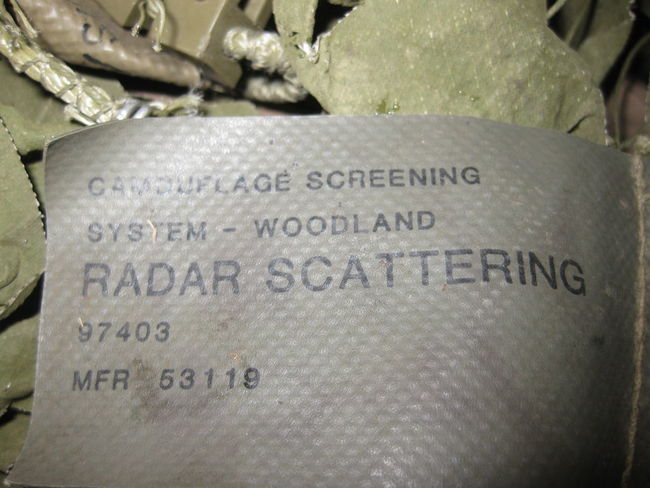 CAMOUFLAGE SCREENING
SYSTEM - WOODLAND
RADAR SCATTERING
97403
MFR 53119